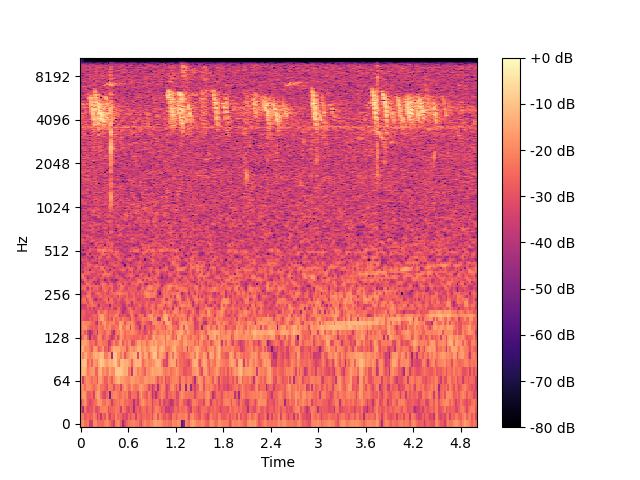 8192
4096
2048
1024
512
256
128
64
0
Hz
0 0.6 1.2 1.8 2.4 3 3.6 4.2 4.8
Time
+0 dB
-10 dB
-20 dB
-30 dB
-40 dB
-50 dB
-60 dB
-70 dB
-80 dB